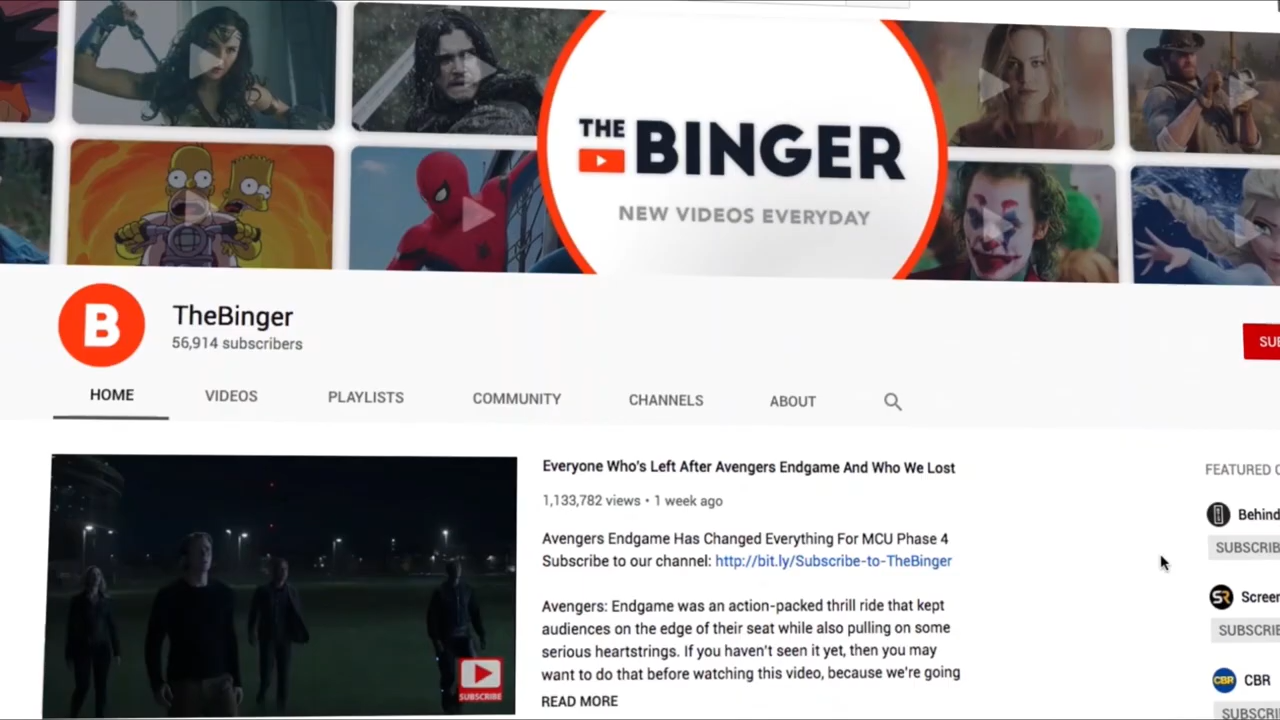 THE
BINGER
NEW VIDEOS EVERYDAY
B
TheBinger
56,914 subscribers
HOME
VIDEOS
PLAYLISTS
COMMUNITY
CHANNELS
ABOUT
Everyone Who's Left After Avengers Endgame And Who We Lost
1,133,782 views • 1 week ago
Avengers Endgame Has Changed Everything For MCU Phase 4
Subscribe to our channel: http://bit.ly/Subscribe-to-TheBinger
Avengers: Endgame was an action-packed thrill ride that kept
audiences on the edge of their seat while also pulling on some
serious heartstrings. If you haven't seen it yet, then you may
want to do that before watching this video, because we're going
READ MORE
SUBSCRIBE
SUB
FEATURED C
Behind
SUBSCRIB
SR
Screen
SUBSCRIB
CBR
CBR
SUBSCRI